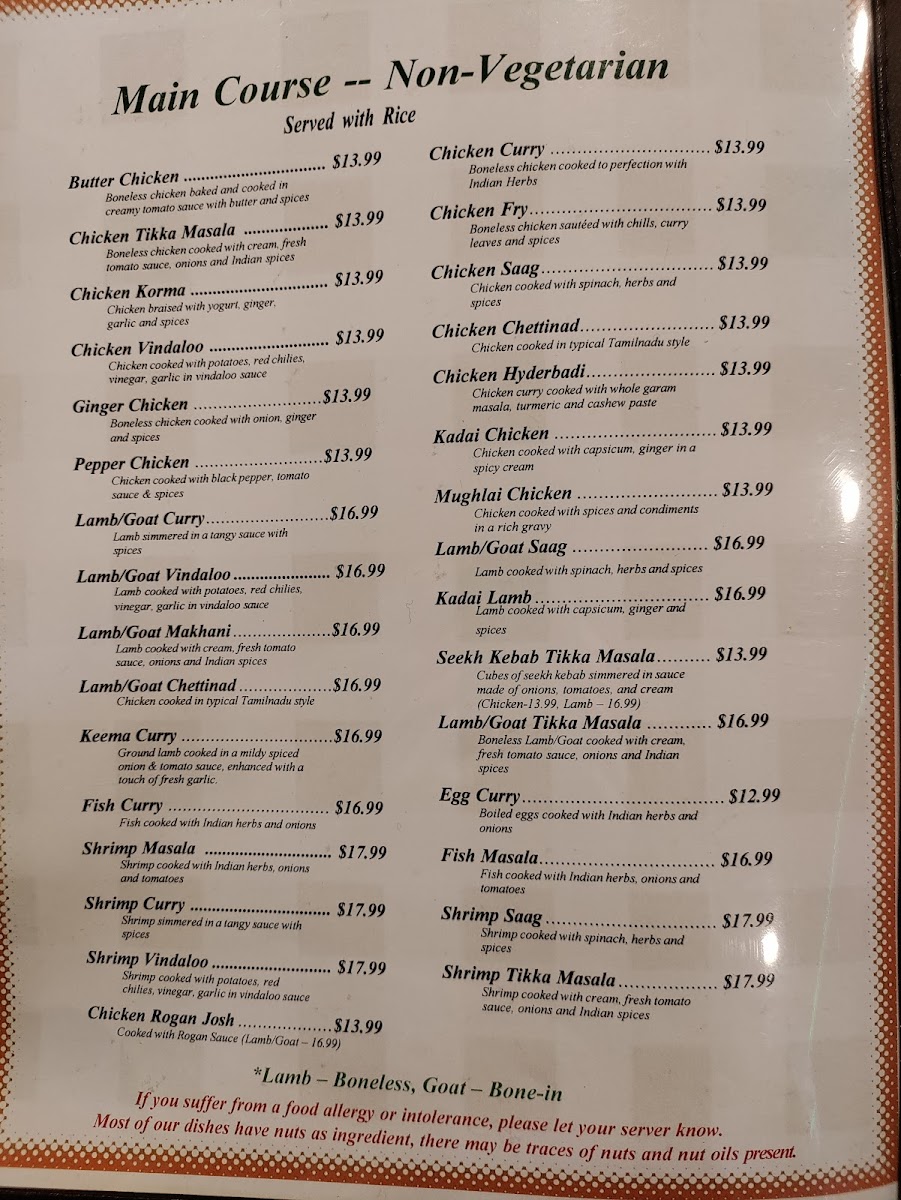 Main Course -- Non-Vegetarian
Served with Rice
Butter Chicken ............................ $13.99
Boneless chicken baked and cooked in
creamy tomato sauce with butter and spices
Chicken Tikka Masala .................. $13.99
Boneless chicken cooked with cream, fresh
tomato sauce, onions and Indian spices
Chicken Korma ............................. $13.99
Chicken braised with yogurt, ginger,
garlic and spices
Chicken Vindaloo ......................... $13.99
Chicken cooked with potatoes, red chilies,
vinegar, garlic in vindaloo sauce
Ginger Chicken ...........................$13.99
Boneless chicken cooked with onion, ginger
and spices
Pepper Chicken ...........................$13.99
Chicken cooked with black pepper, tomato
sauce & spices
Lamb/Goat Curry..........................$16.99
Lamb simmered in a tangy sauce with
spices
Lamb/Goat Vindaloo....................... $16.99
Lamb cooked with potatoes, red chilies,
vinegar, garlic in vindaloo sauce
Lamb/Goat Makhani....................$16.99
Lamb cooked with cream, fresh tomato
sauce, onions and Indian spices
Lamb/Goat Chettinad ...................$16.99
Chicken cooked in typical Tamilnadu style
Keema Curry ................................$16.99
Ground lamb cooked in a mildy spiced
onion & tomato sauce, enhanced with a
touch of fresh garlic.
Fish Curry .................................. $16.99
Fish cooked with Indian herbs and onions
Shrimp Masala ........................... $17.99
Shrimp cooked with Indian herbs, onions
and tomatoes
Shrimp Curry .............................. $17.99
Shrimp simmered in a tangy sauce with
spices
Shrimp Vindaloo ......................... $17.99
Shrimp cooked with potatoes, red
chilies, vinegar, garlic in vindaloo sauce
Chicken Rogan Josh ...................$13.99
Cooked with Rogan Sauce (Lamb/Goat – 16.99)
Chicken Curry ................................ $13.99
Boneless chicken cooked to perfection with
Indian Herbs
Chicken Fry..................................... $13.99
Boneless chicken sautéed with chills, curry
leaves and spices
Chicken Saag................................... $13.99
Chicken cooked with spinach, herbs and
spices
Chicken Chettinad........................... $13.99
Chicken cooked in typical Tamilnadu style
Chicken Hyderbadi.......................... $13.99
Chicken curry cooked with whole garam
masala, turmeric and cashew paste
Kadai Chicken ................................ $13.99
Chicken cooked with capsicum, ginger in a
spicy cream
Mughlai Chicken ............................ $13.99
Chicken cooked with spices and condiments
in a rich gravy
Lamb/Goat Saag ........................... $16.99
Lamb cooked with spinach, herbs and spices
Kadai Lamb ................................... $16.99
Lamb cooked with capsicum, ginger and
spices
Seekh Kebab Tikka Masala.......... $13.99
Cubes of seekh kebab simmered in sauce
made of onions, tomatoes, and cream
(Chicken-13.99, Lamb – 16.99)
Lamb/Goat Tikka Masala ............ $16.99
Boneless Lamb/Goat cooked with cream,
fresh tomato sauce, onions and Indian
spices
Egg Curry........................................ $12.99
Boiled eggs cooked with Indian herbs and
onions
Fish Masala.................................... $16.99
Fish cooked with Indian herbs, onions and
tomatoes
Shrimp Saag .................................. $17.99
Shrimp cooked with spinach, herbs and
spices
Shrimp Tikka Masala .................... $17.99
Shrimp cooked with cream, fresh tomato
sauce, onions and Indian spices
*Lamb – Boneless, Goat – Bone-in
If you suffer from a food allergy or intolerance, please let your server know.
Most of our dishes have nuts as ingredient, there may be traces of nuts and nut oils present.